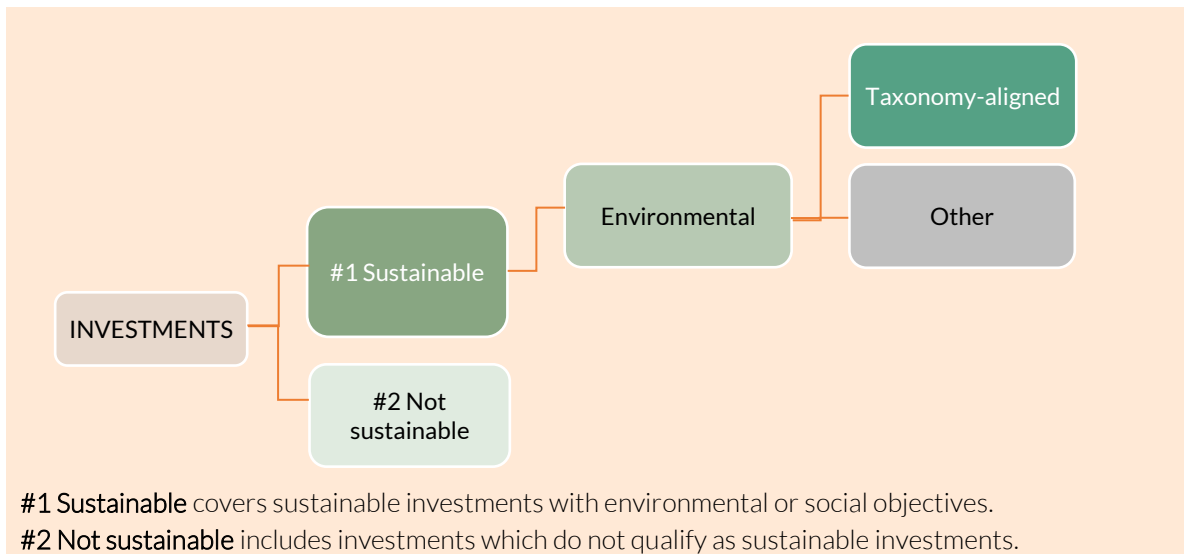 Taxonomy-aligned
Environmental
Other
#1 Sustainable
INVESTMENTS
#2 Not
sustainable
#1 Sustainable covers sustainable investments with environmental or social objectives.
#2 Not sustainable includes investments which do not qualify as sustainable investments.